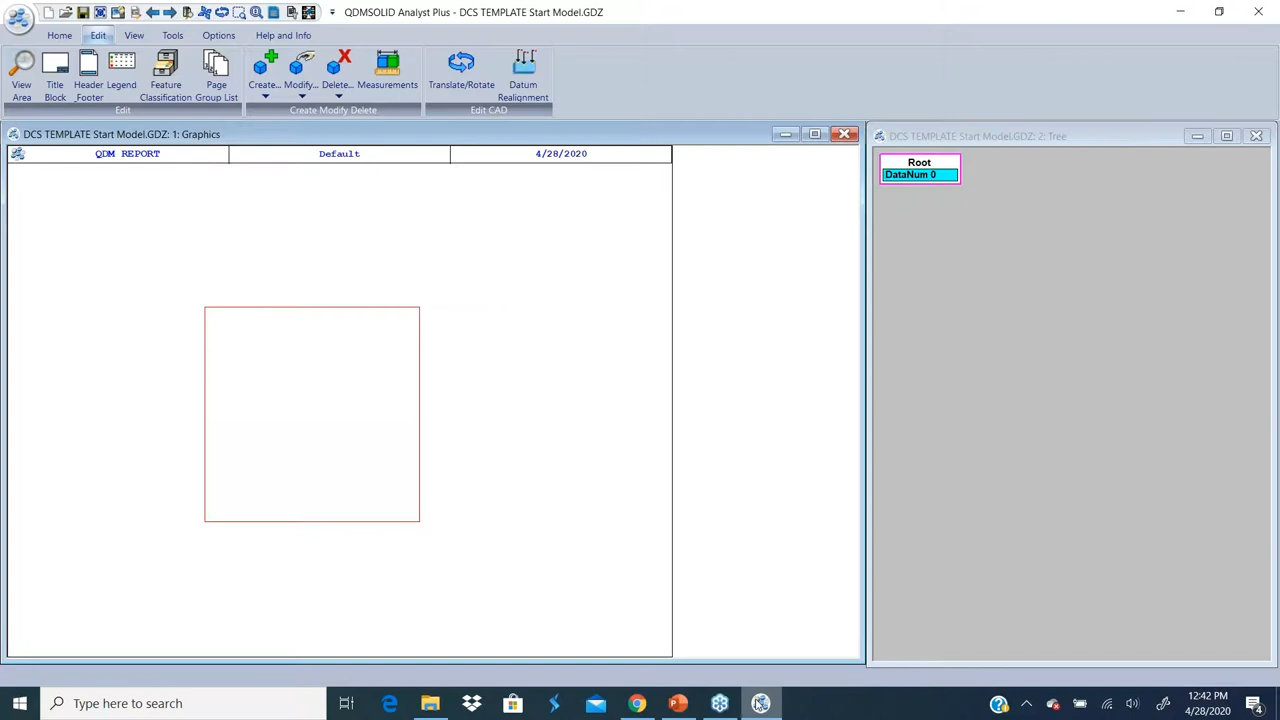 QDMSOLID Analyst Plus - DCS TEMPLATE Start Model.GDZ
Home Edit View Tools Options Help and Info
View Area
Title Block
Header _Footer
Legend
Feature Classification
Page Group List
Create...
Modify...
Delete...
Measurements
Translate/Rotate
Datum Realignment
Edit
Create Modify Delete
Edit CAD
DCS TEMPLATE Start Model.GDZ: 1: Graphics
DCS TEMPLATE Start Model.GDZ: 2: Tree
QDM REPORT Default 4/28/2020
Root
DataNum 0
Type here to search
12:42 PM
4/28/2020
4